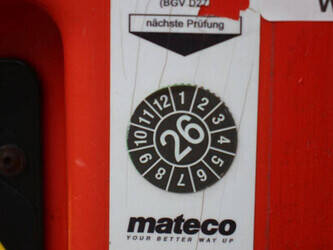 (BGV D27
nächste Prüfung
1 2 3 4 5 6 7 8 9 10 11 12
26
mateco
YOUR BETTER WAY UP